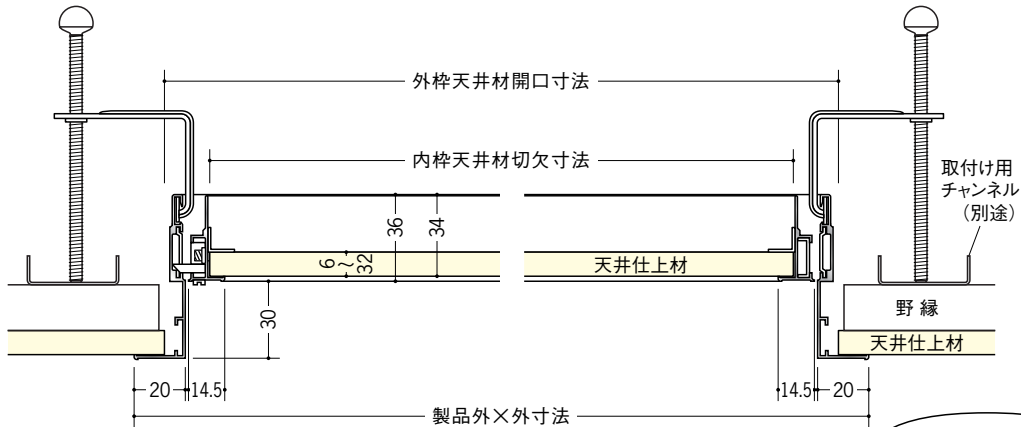 外枠天井材開口寸法
内枠天井材切欠寸法
取付け用
チャンネル
(別途)
36
34
6～32
天井仕上材
30
野縁
天井仕上材
20
14.5
14.5
20
製品外×外寸法